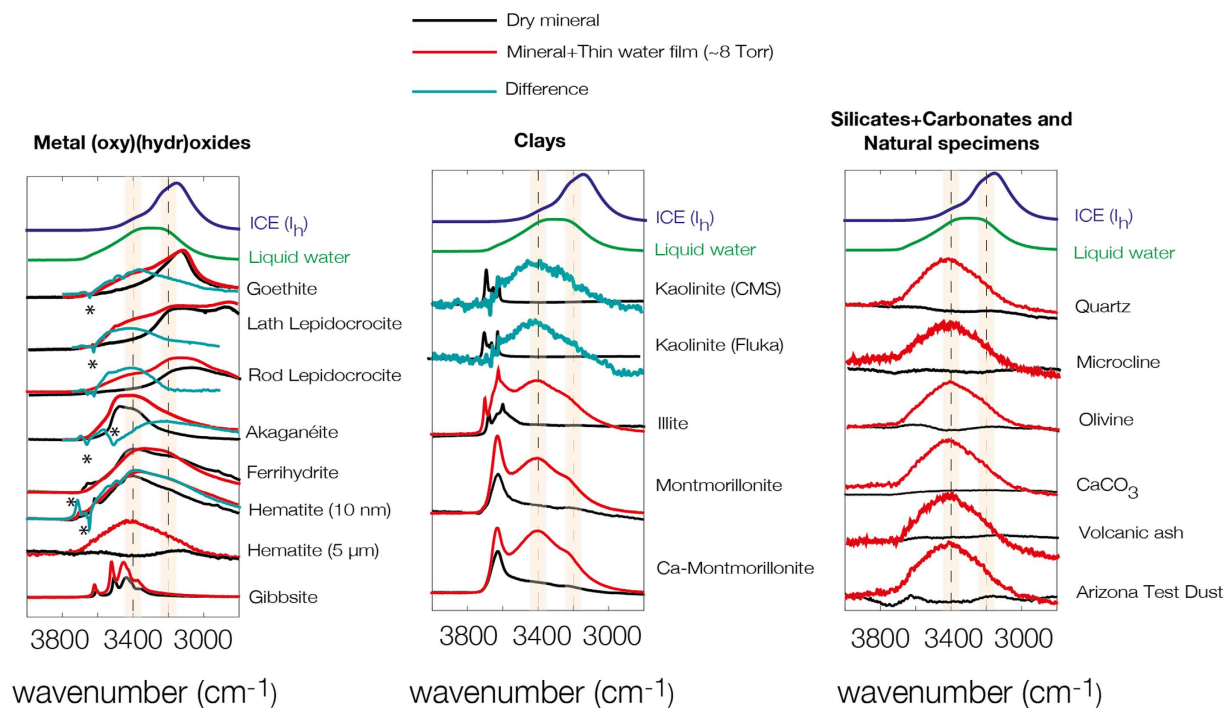 Dry mineral
Mineral+Thin water film (~8 Torr)
Difference
Metal (oxy)(hydr)oxides
ICE (Ih)
Liquid water
Goethite
*
Lath Lepidocrocite
*
Rod Lepidocrocite
Akaganéite
*
*
Ferrihydrite
*
Hematite (10 nm)
*
Hematite (5 µm)
Gibbsite
3800 3400 3000
wavenumber (cm-1)
Clays
ICE (Ih)
Liquid water
Kaolinite (CMS)
Kaolinite (Fluka)
Illite
Montmorillonite
Ca-Montmorillonite
3800 3400 3000
wavenumber (cm-1)
Silicates+Carbonates and
Natural specimens
ICE (Ih)
Liquid water
Quartz
Microcline
Olivine
CaCO3
Volcanic ash
Arizona Test Dust
3800 3400 3000
wavenumber (cm-1)